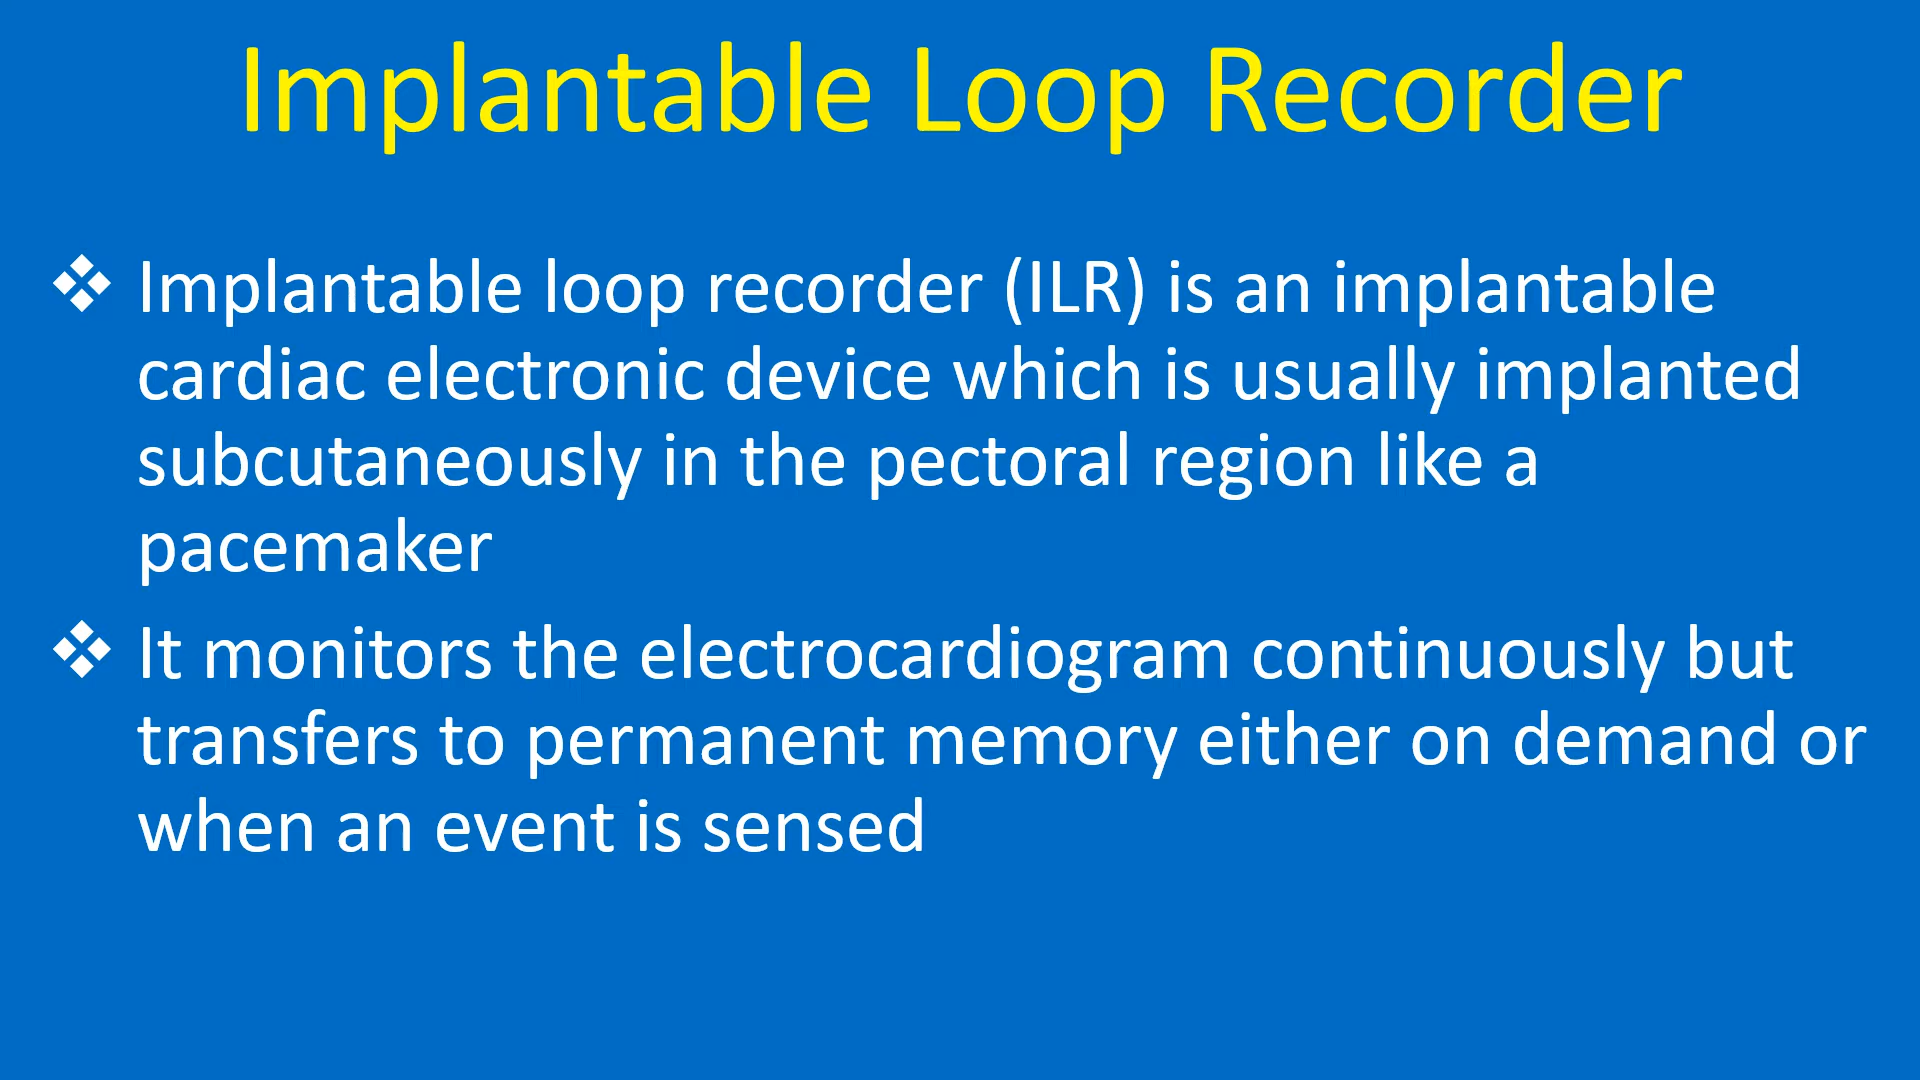 Implantable Loop Recorder
❖ Implantable loop recorder (ILR) is an implantable
cardiac electronic device which is usually implanted
subcutaneously in the pectoral region like a
pacemaker
❖ It monitors the electrocardiogram continuously but
transfers to permanent memory either on demand or
when an event is sensed